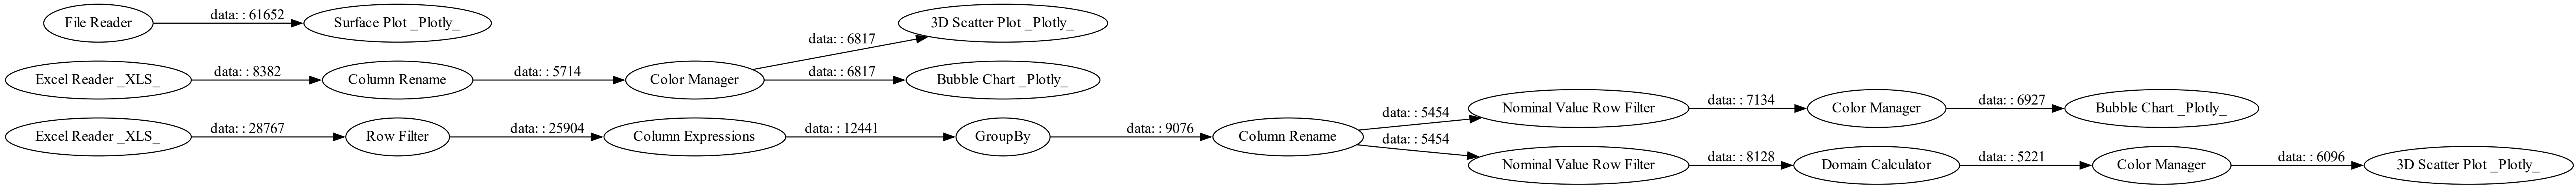 File Reader
data: : 61652
Surface Plot _Plotly_
3D Scatter Plot _Plotly_
data: : 6817
Excel Reader _XLS_
data: : 8382
Column Rename
data: : 5714
Color Manager
data: : 6817
Bubble Chart _Plotly_
Excel Reader _XLS_
data: : 28767
Row Filter
data: : 25904
Column Expressions
data: : 12441
GroupBy
data: : 9076
Column Rename
data: : 5454
Nominal Value Row Filter
data: : 7134
Color Manager
data: : 6927
Bubble Chart _Plotly_
data: : 5454
Nominal Value Row Filter
data: : 8128
Domain Calculator
data: : 5221
Color Manager
data: : 6096
3D Scatter Plot _Plotly_